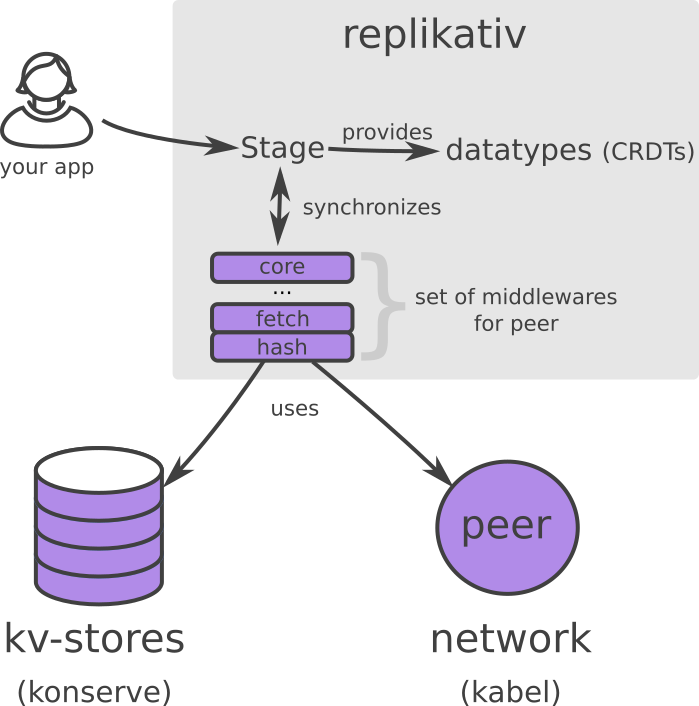 replikativ
provides
Stage
datatypes (CRDTs)
your app
synchronizes
core
...
fetch
hash
set of middlewares
for peer
uses
peer
kv-stores
network
(konserve)
(kabel)